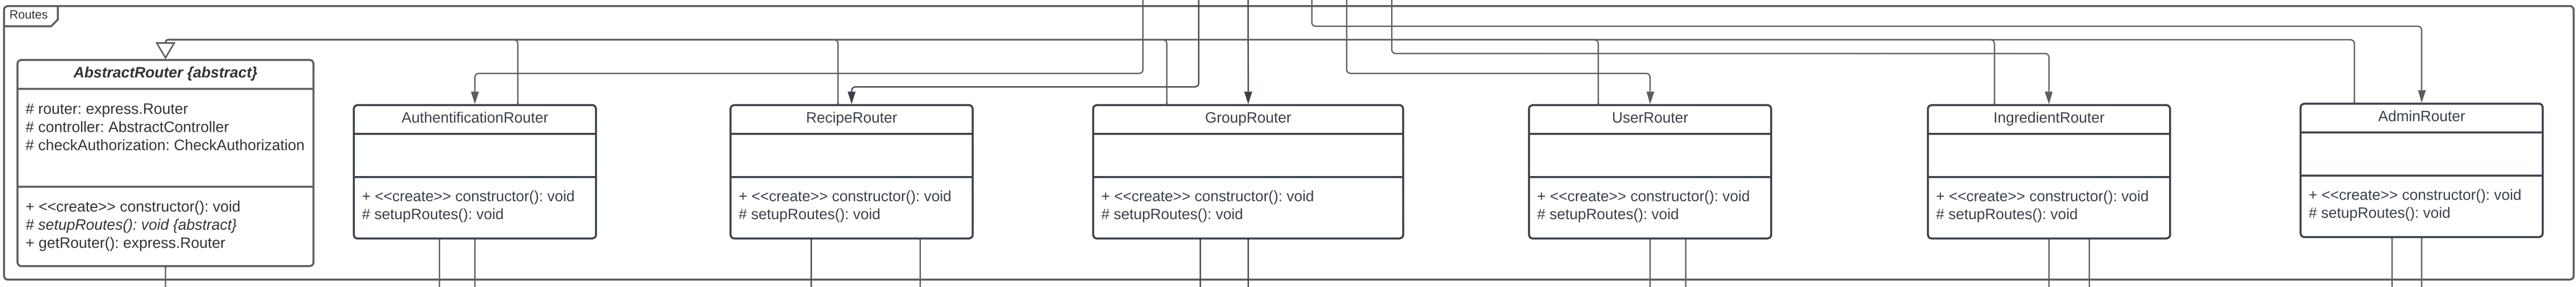 Routes
AbstractRouter {abstract}
# router: express.Router
# controller: AbstractController
# checkAuthorization: CheckAuthorization
+ <<create>> constructor(): void
# setupRoutes(): void {abstract}
+ getRouter(): express.Router
AuthentificationRouter
+ <<create>> constructor(): void
# setupRoutes(): void
RecipeRouter
+ <<create>> constructor(): void
# setupRoutes(): void
GroupRouter
+ <<create>> constructor(): void
# setupRoutes(): void
UserRouter
+ <<create>> constructor(): void
# setupRoutes(): void
IngredientRouter
+ <<create>> constructor(): void
# setupRoutes(): void
AdminRouter
+ <<create>> constructor(): void
# setupRoutes(): void